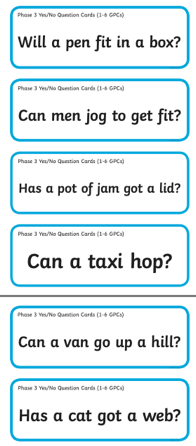 Phase 3 Yes/No Question Cards (1-6 GPCs)
Will a pen fit in a box?
Phase 3 Yes/No Question Cards (1-6 GPCs)
Can men jog to get fit?
Phase 3 Yes/No Question Cards (1-6 GPCs)
Has a pot of jam got a lid?
Phase 3 Yes/No Question Cards (1-6 GPCs)
Can a taxi hop?
Phase 3 Yes/No Question Cards (1-6 GPCs)
Can a van go up a hill?
Phase 3 Yes/No Question Cards (1-6 GPCs)
Has a cat got a web?